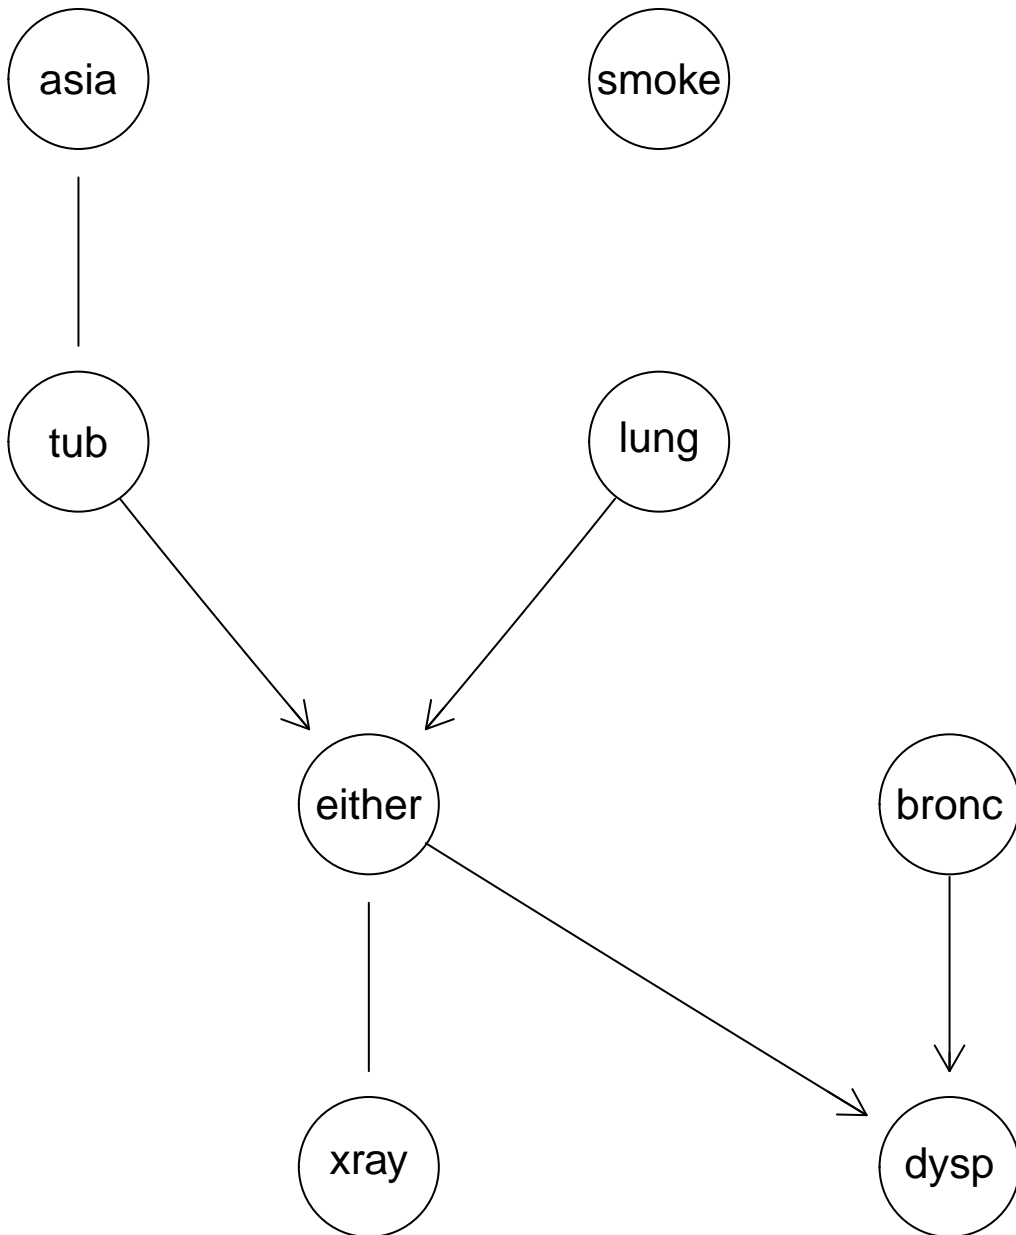 asia
smoke
tub
lung
either
bronc
xray
dysp